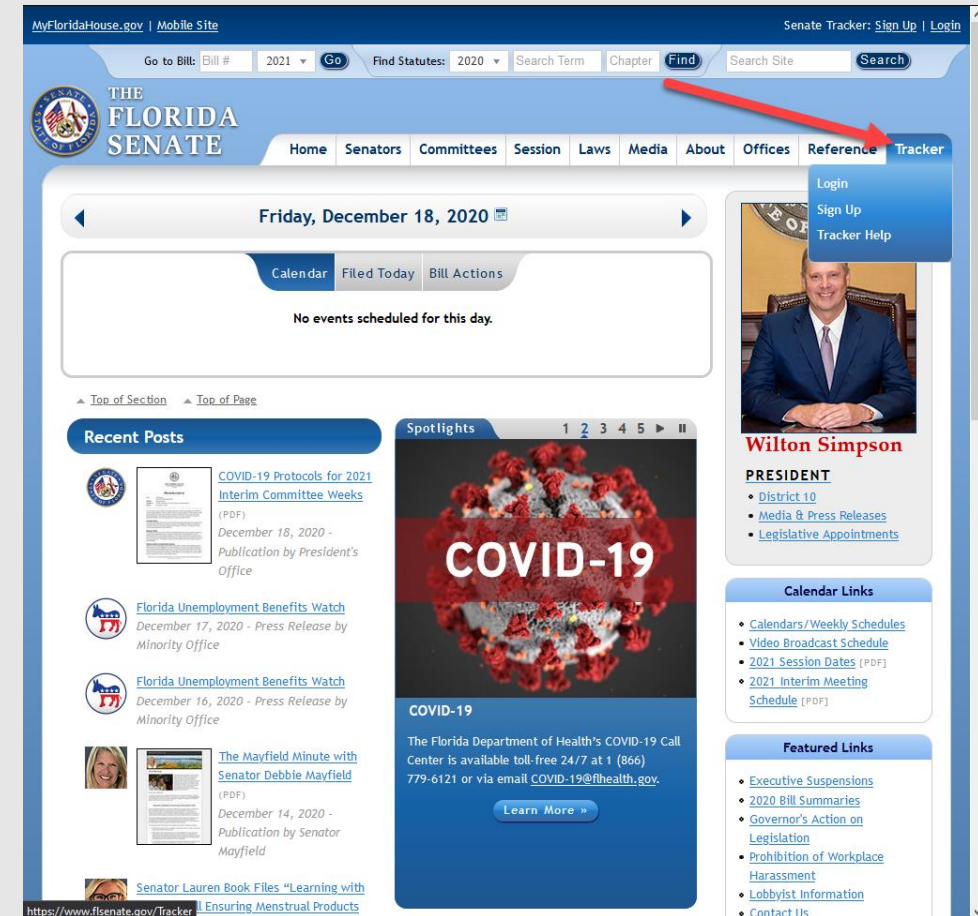 MyFloridaHouse.gov | Mobile Site
Senate Tracker: Sign Up | Login
Go to Bill: Bill # 2021 Go Find Statutes: 2020 Search Term Chapter Find Search Site Search
THE
FLORIDA
SENATE
Home Senators Committees Session Laws Media About Offices Reference Tracker
Login
Sign Up
Tracker Help
Friday, December 18, 2020
Calendar Filed Today Bill Actions
No events scheduled for this day.
Top of Section Top of Page
Recent Posts
COVID-19 Protocols for 2021
Interim Committee Weeks
(PDF)
December 18, 2020 -
Publication by President's
Office
Florida Unemployment Benefits Watch
December 17, 2020 - Press Release by
Minority Office
Florida Unemployment Benefits Watch
December 16, 2020 - Press Release by
Minority Office
The Mayfield Minute with
Senator Debbie Mayfield
(PDF)
December 14, 2020 -
Publication by Senator
Mayfield
Senator Lauren Book Files “Learning with
Ensuring Menstrual Products
https://www.flsenate.gov/Tracker
Spotlights 1 2 3 4 5
COVID-19
COVID-19
The Florida Department of Health's COVID-19 Call
Center is available toll-free 24/7 at 1 (866)
779-6121 or via email COVID-19@flhealth.gov.
Learn More »
Wilton Simpson
PRESIDENT
• District 10
• Media & Press Releases
• Legislative Appointments
Calendar Links
• Calendars/Weekly Schedules
• Video Broadcast Schedule
• 2021 Session Dates [PDF]
• 2021 Interim Meeting
Schedule [PDF]
Featured Links
• Executive Suspensions
• 2020 Bill Summaries
• Governor's Action on
Legislation
• Prohibition of Workplace
Harassment
• Lobbyist Information
• Contact Us